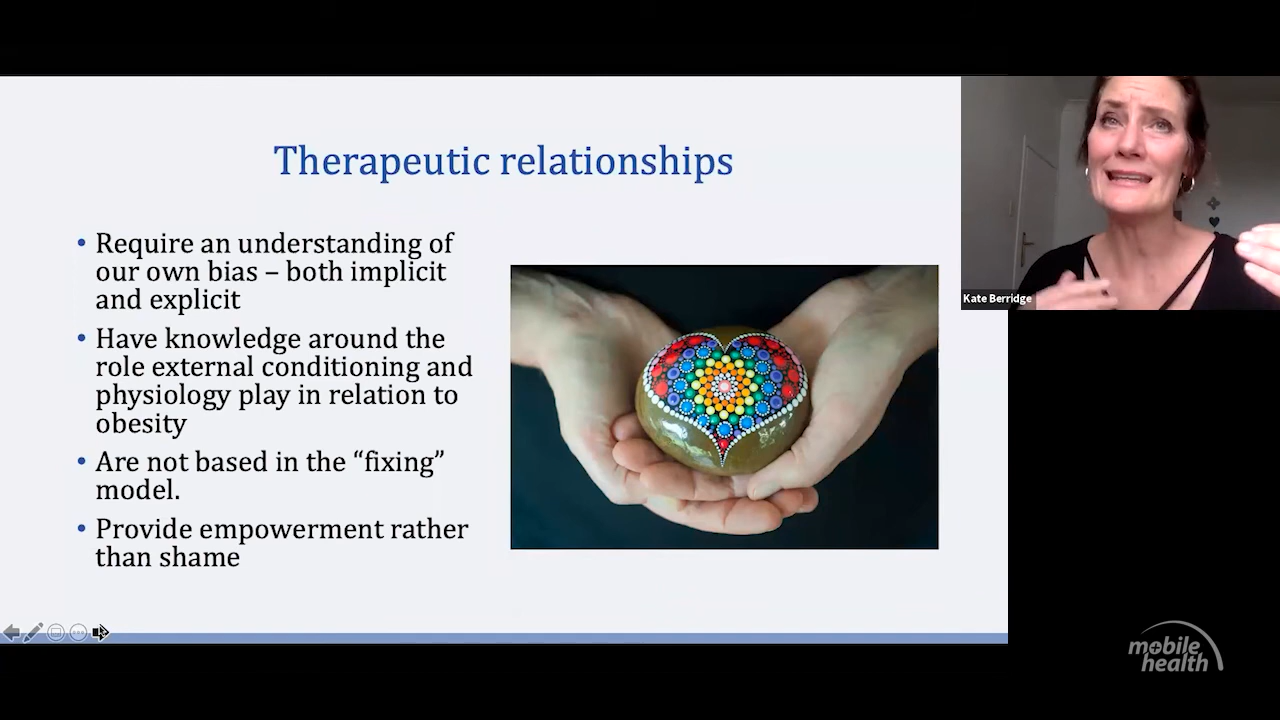 Therapeutic relationships
• Require an understanding of
our own bias – both implicit
and explicit
• Have knowledge around the
role external conditioning and
physiology play in relation to
obesity
• Are not based in the “fixing”
model.
• Provide empowerment rather
than shame
Kate Berridge
mobile
health